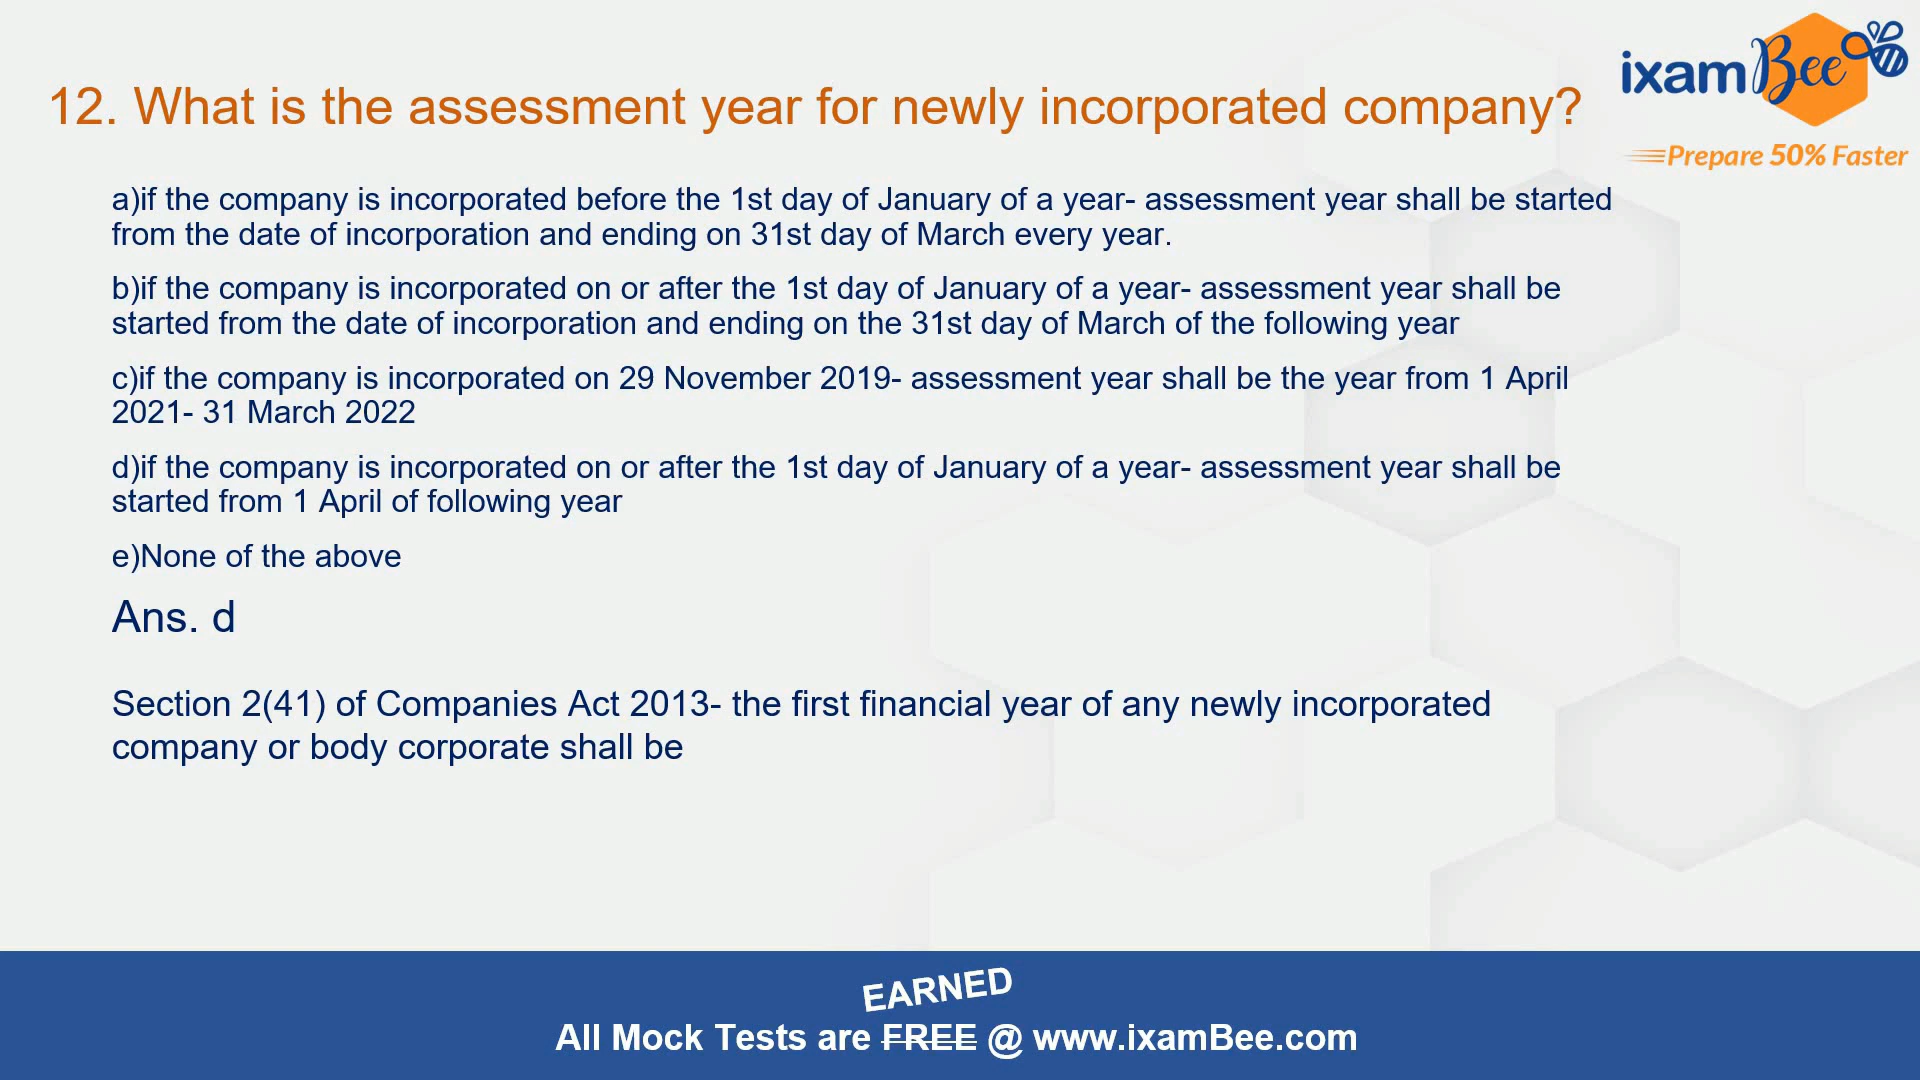 ixamBee
Prepare 50% Faster
12. What is the assessment year for newly incorporated company?
a)if the company is incorporated before the 1st day of January of a year- assessment year shall be started
from the date of incorporation and ending on 31st day of March every year.
b)if the company is incorporated on or after the 1st day of January of a year- assessment year shall be
started from the date of incorporation and ending on the 31st day of March of the following year
c)if the company is incorporated on 29 November 2019- assessment year shall be the year from 1 April
2021- 31 March 2022
d)if the company is incorporated on or after the 1st day of January of a year- assessment year shall be
started from 1 April of following year
e)None of the above
Ans. d
Section 2(41) of Companies Act 2013- the first financial year of any newly incorporated
company or body corporate shall be
EARNED
All Mock Tests are FREE @ www.ixamBee.com